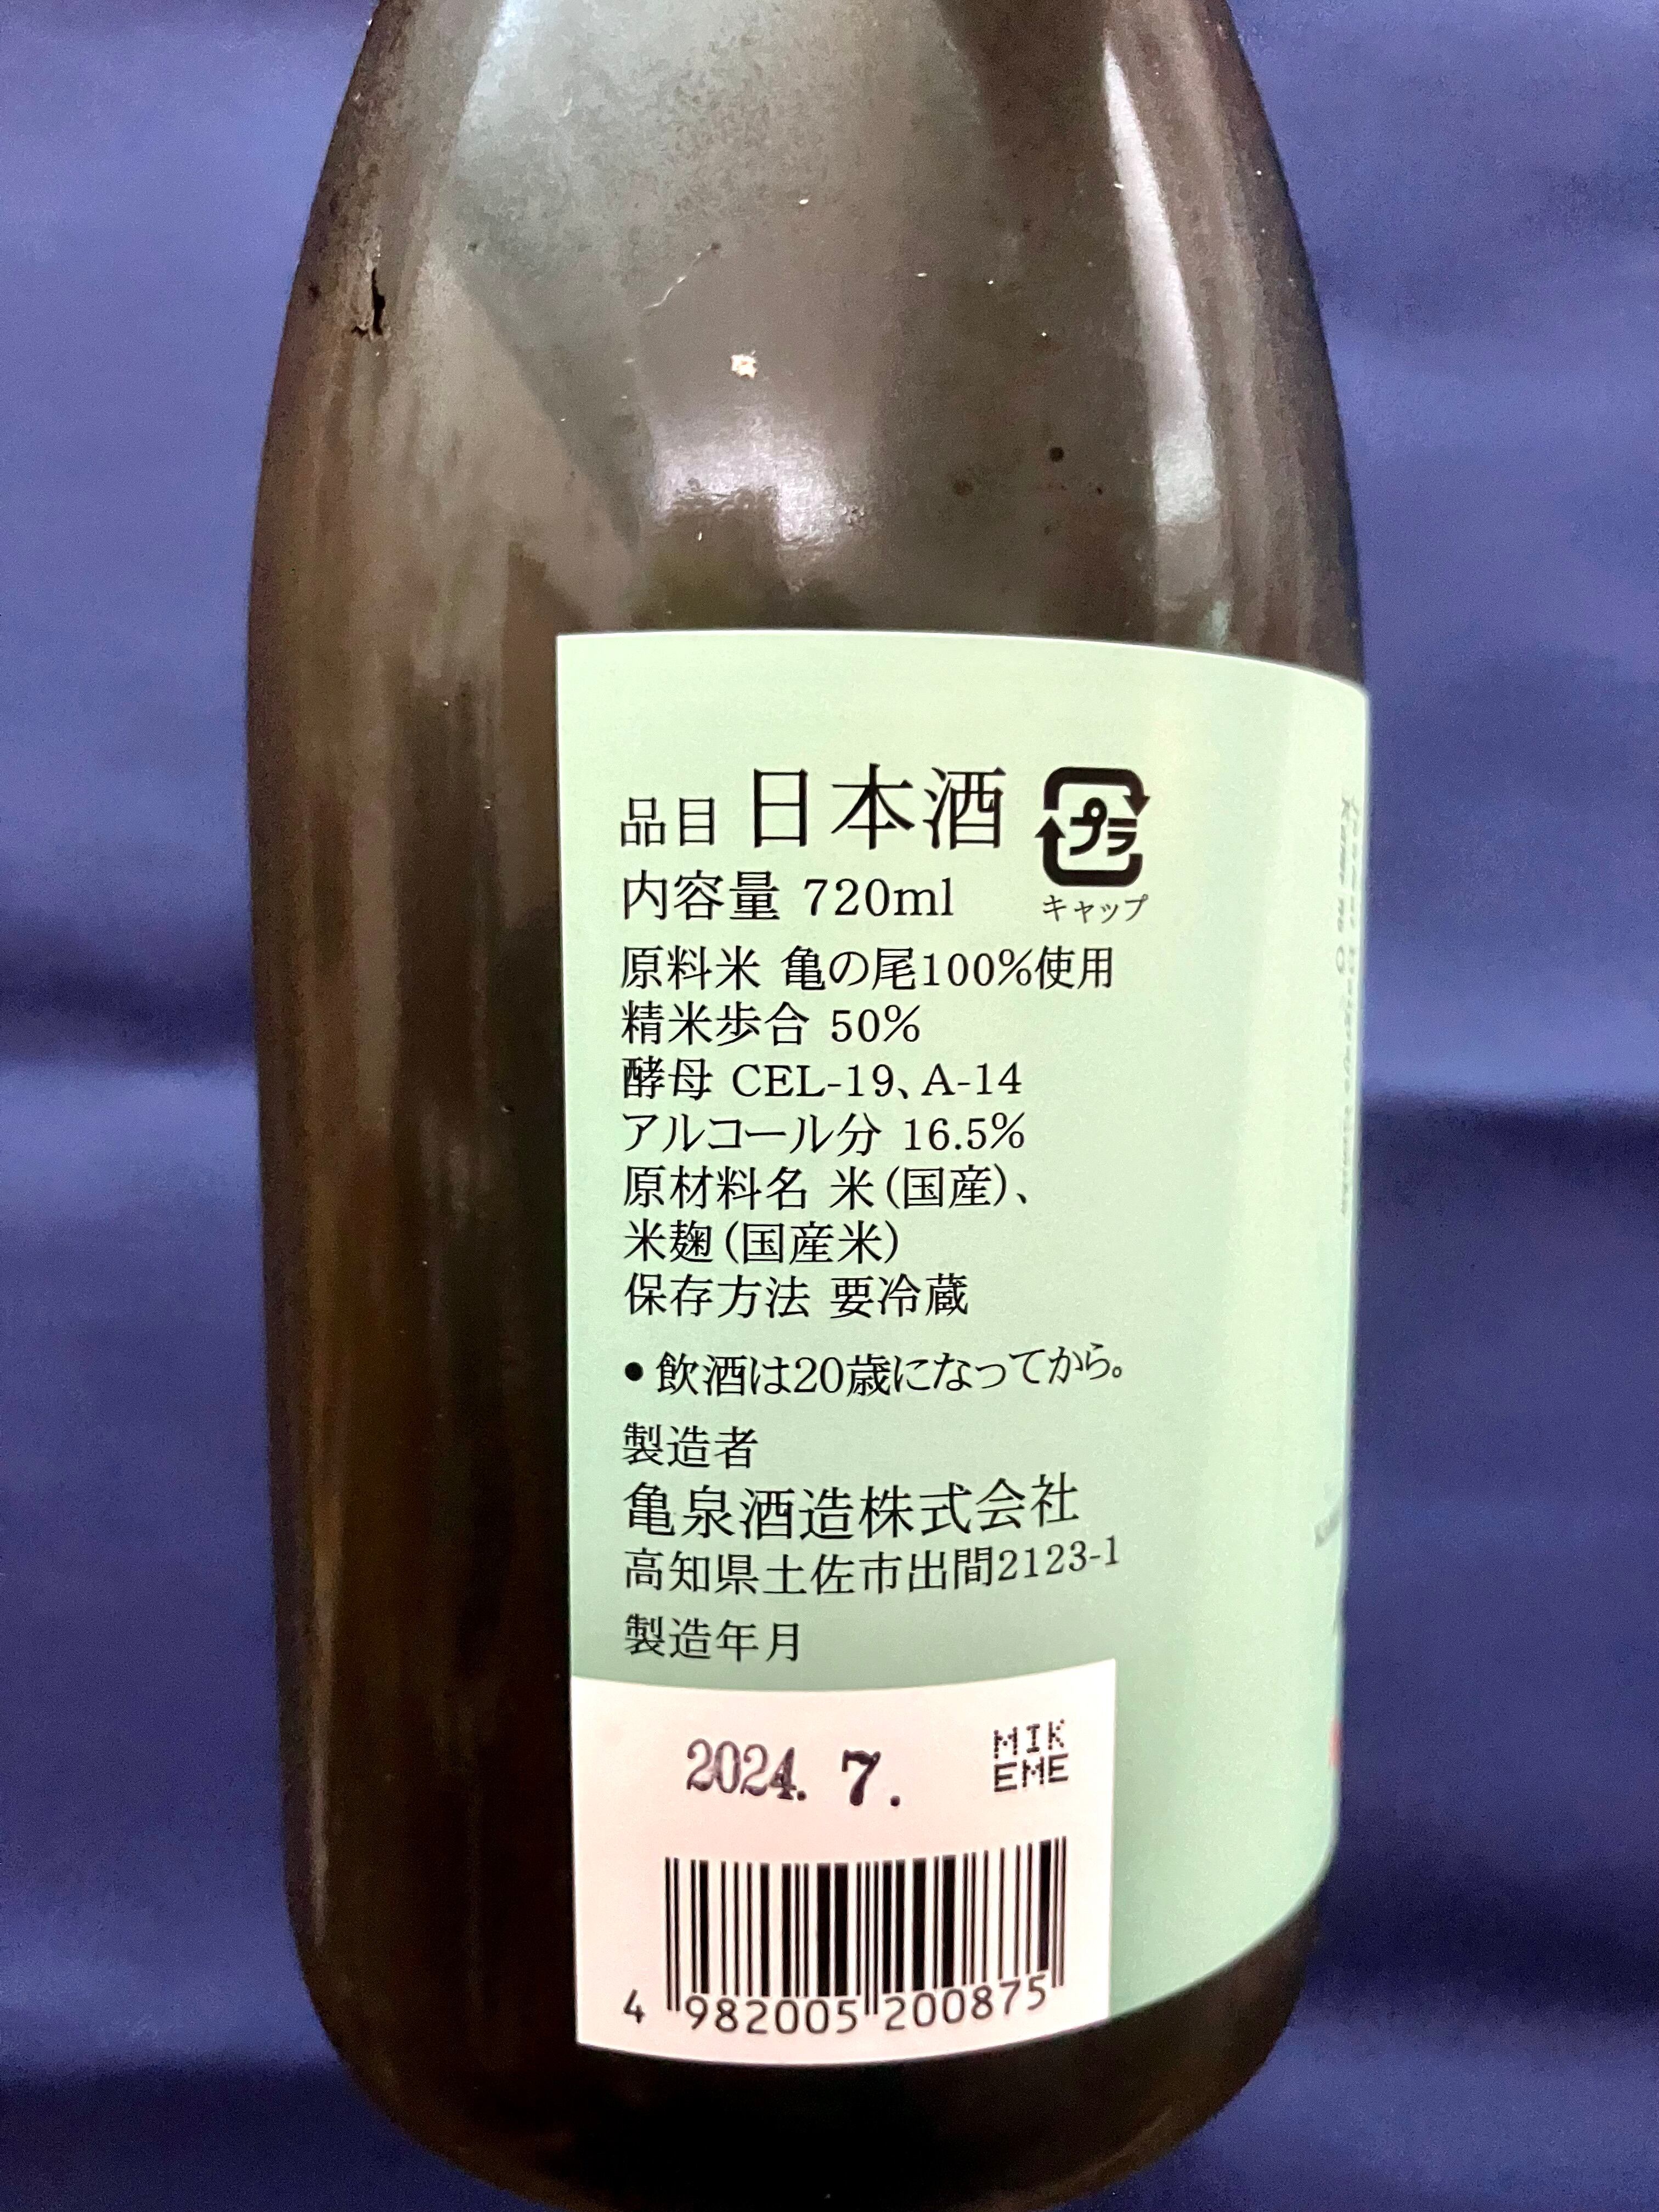 品目 日本酒
プラ
キャップ
内容量 720ml
原料米 亀の尾100%使用
精米歩合 50%
酵母 CEL-19、A-14
アルコール分 16.5%
原材料名 米(国産)、
米麹(国産米)
保存方法 要冷蔵
●飲酒は20歳になってから。
製造者
亀泉酒造株式会社
高知県土佐市出間2123-1
製造年月
2024. 7.
MIK
EME
4 982005 200875